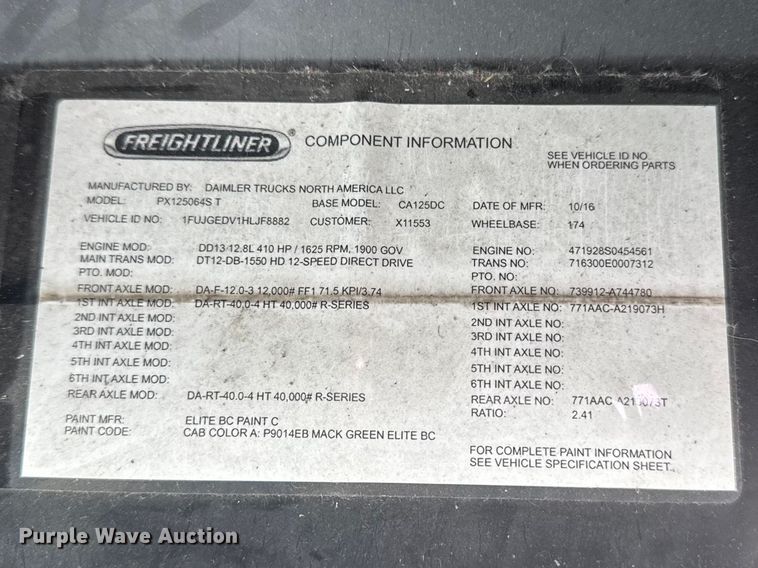 FREIGHTLINER ® COMPONENT INFORMATION
SEE VEHICLE ID NO.
WHEN ORDERING PARTS
MANUFACTURED BY: DAIMLER TRUCKS NORTH AMERICA LLC
MODEL: PX125064S T BASE MODEL: CA125DC DATE OF MFR: 10/16
VEHICLE ID NO: 1FUJGEDV1HLJF8882 CUSTOMER: X11553 WHEELBASE: 174
ENGINE MOD: DD13 12.8L 410 HP / 1625 RPM, 1900 GOV ENGINE NO: 471928S0454561
MAIN TRANS MOD: DT12-DB-1550 HD 12-SPEED DIRECT DRIVE TRANS NO: 716300E0007312
PTO. MOD: PTO. NO:
FRONT AXLE MOD: DA-F-12.0-3 12,000# FF1 71.5 KPI/3.74 FRONT AXLE NO: 739912-A744780
1ST INT AXLE MOD: DA-RT-40.0-4 HT 40,000# R-SERIES 1ST INT AXLE NO: 771AAC-A219073H
2ND INT AXLE MOD: 2ND INT AXLE NO:
3RD INT AXLE MOD: 3RD INT AXLE NO:
4TH INT AXLE MOD: 4TH INT AXLE NO:
5TH INT AXLE MOD: 5TH INT AXLE NO:
6TH INT AXLE MOD: 6TH INT AXLE NO:
REAR AXLE MOD: DA-RT-40.0-4 HT 40,000# R-SERIES REAR AXLE NO: 771AAC
RATIO: 2.41
PAINT MFR: ELITE BC PAINT C
PAINT CODE: CAB COLOR A: P9014EB MACK GREEN ELITE BC
FOR COMPLETE PAINT INFORMATION
SEE VEHICLE SPECIFICATION SHEET.
Purple Wave Auction